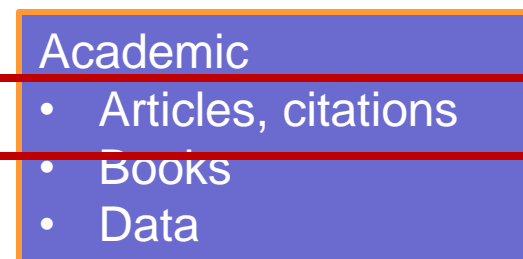 Academic
• Articles, citations
• Books
• Data